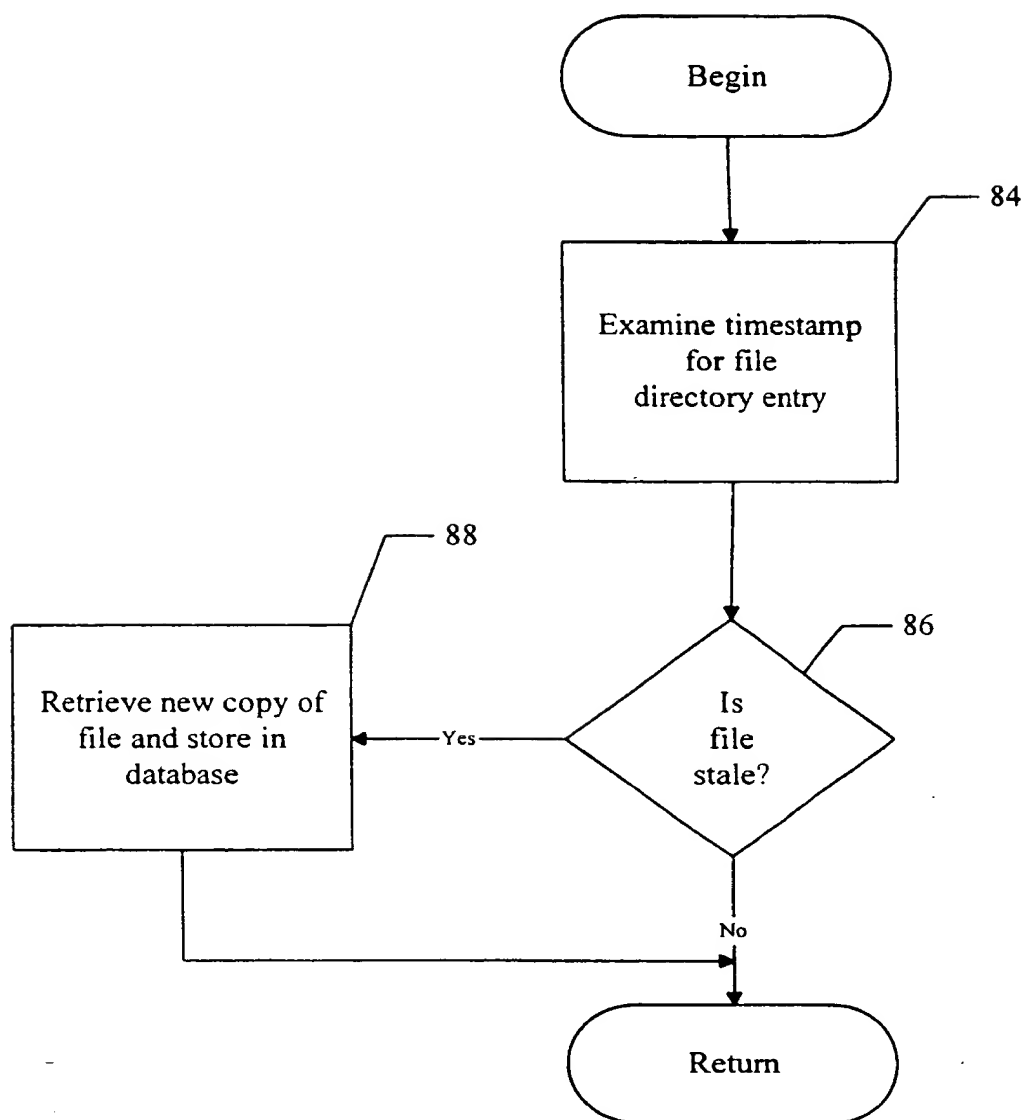 Begin
84
Examine timestamp
for file
directory entry
88
86
Retrieve new copy of
file and store in
database
Yes
Is
file
stale?
No
Return